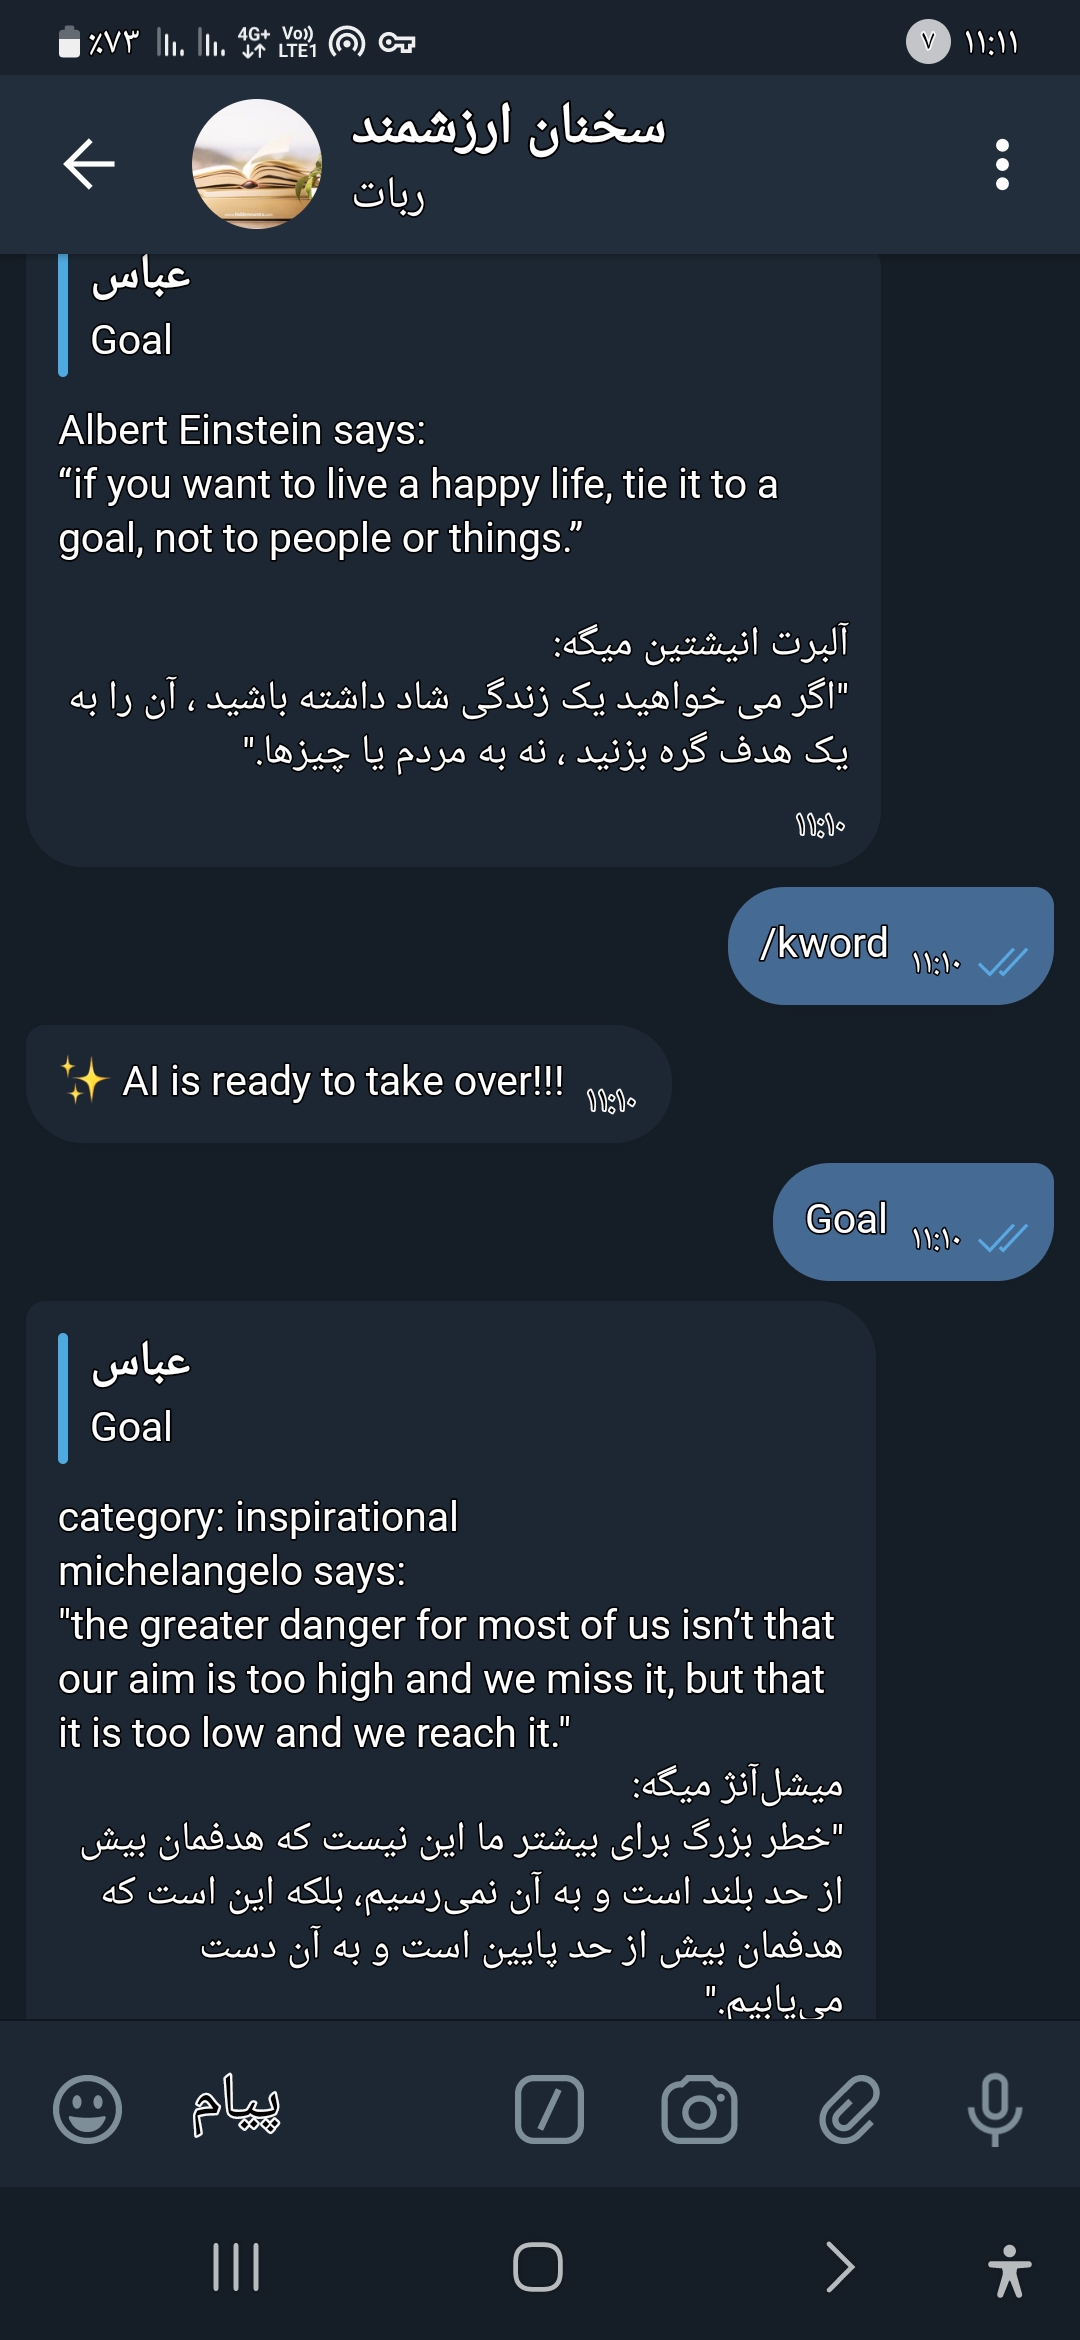 ٪۷۳ 4G+ Vo)) LTE1 ۷ ۱۱:۱۱
سخنان ارزشمند
ربات
عباس
Goal
Albert Einstein says:
“if you want to live a happy life, tie it to a
goal, not to people or things.”
آلبرت انیشتین میگه:
"اگر می خواهید یک زندگی شاد داشته باشید ، آن را به
یک هدف گره بزنید ، نه به مردم یا چیزها."
۱۱:۱۰
/kword ۱۱:۱۰
✨ AI is ready to take over!!! ۱۱:۱۰
Goal ۱۱:۱۰
عباس
Goal
category: inspirational
michelangelo says:
"the greater danger for most of us isn’t that
our aim is too high and we miss it, but that
it is too low and we reach it."
میشل‌آنژ میگه:
"خطر بزرگ برای بیشتر ما این نیست که هدفمان بیش
از حد بلند است و به آن نمی‌رسیم، بلکه این است که
هدفمان بیش از حد پایین است و به آن دست
می‌یابیم."
پیام